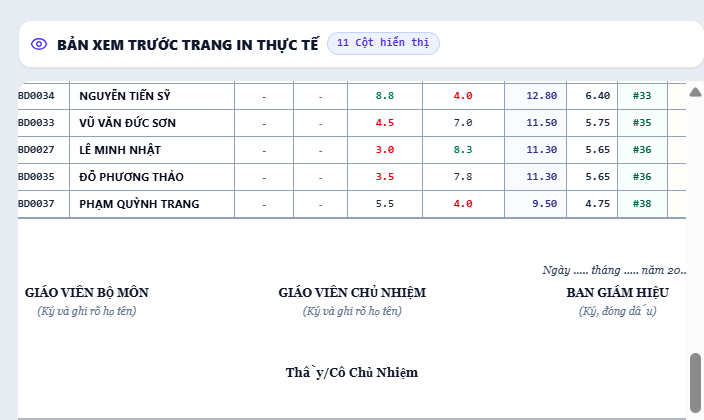 BẢN XEM TRƯỚC TRANG IN THỰC TẾ 11 Cột hiển thị
BD0034 NGUYỄN TIẾN SỸ - - 8.8 4.0 12.80 6.40 #33
BD0033 VŨ VĂN ĐỨC SƠN - - 4.5 7.0 11.50 5.75 #35
BD0027 LÊ MINH NHẬT - - 3.0 8.3 11.30 5.65 #36
BD0035 ĐỖ PHƯƠNG THẢO - - 3.5 7.8 11.30 5.65 #36
BD0037 PHẠM QUỲNH TRANG - - 5.5 4.0 9.50 4.75 #38
Ngày ..... tháng ..... năm 20..
GIÁO VIÊN BỘ MÔN GIÁO VIÊN CHỦ NHIỆM BAN GIÁM HIỆU
(Ký và ghi rõ họ tên) (Ký và ghi rõ họ tên) (Ký, đóng dấu)
Thầy/Cô Chủ Nhiệm